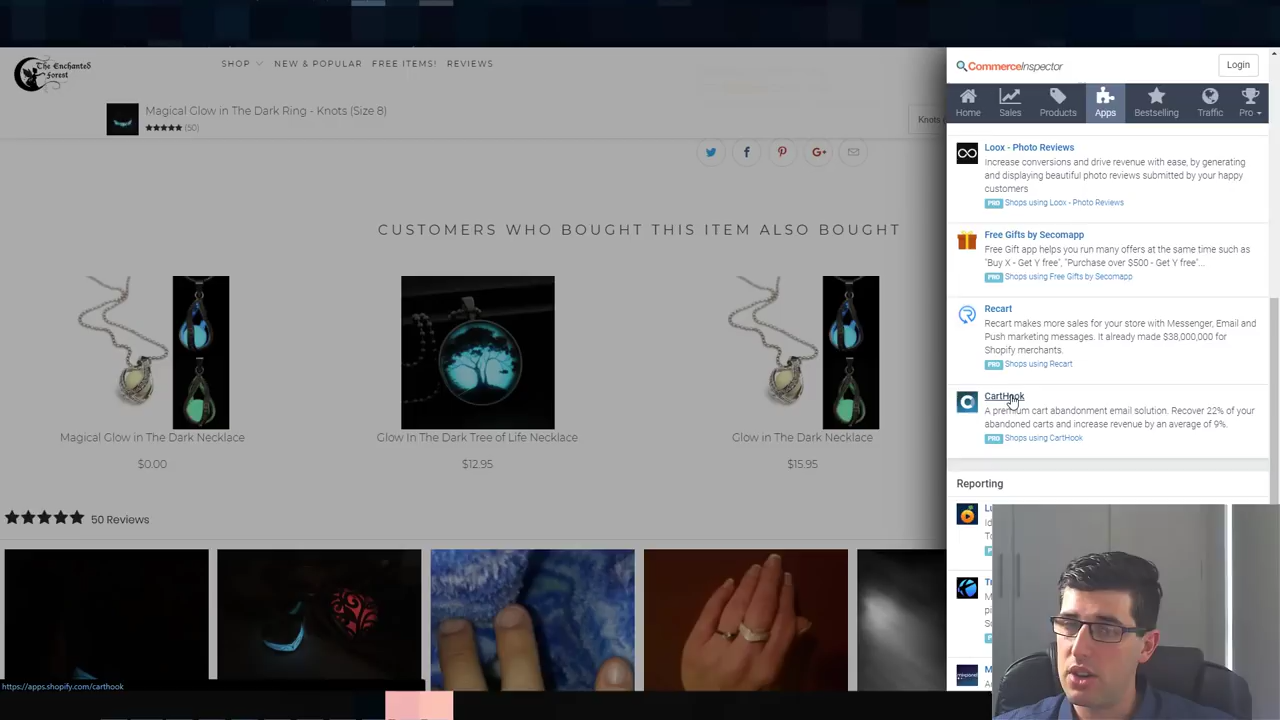 The Enchanted
Forest
SHOP
NEW & POPULAR
FREE ITEMS!
REVIEWS
Magical Glow in The Dark Ring - Knots (Size 8)
(50)
Knots
CUSTOMERS WHO BOUGHT THIS ITEM ALSO BOUGHT
Magical Glow in The Dark Necklace
$0.00
Glow In The Dark Tree of Life Necklace
$12.95
Glow in The Dark Necklace
$15.95
50 Reviews
https://apps.shopify.com/carthook
CommerceInspector
Login
Home
Sales
Products
Apps
Bestselling
Traffic
Pro
Loox - Photo Reviews
Increase conversions and drive revenue with ease, by generating
and displaying beautiful photo reviews submitted by your happy
customers
PRO Shops using Loox - Photo Reviews
Free Gifts by Secomapp
Free Gift app helps you run many offers at the same time such as
"Buy X - Get Y free", "Purchase over $500 - Get Y free"...
PRO Shops using Free Gifts by Secomapp
Recart
Recart makes more sales for your store with Messenger, Email and
Push marketing messages. It already made $38,000,000 for
Shopify merchants.
PRO Shops using Recart
CartHook
A premium cart abandonment email solution. Recover 22% of your
abandoned carts and increase revenue by an average of 9%.
PRO Shops using CartHook
Reporting